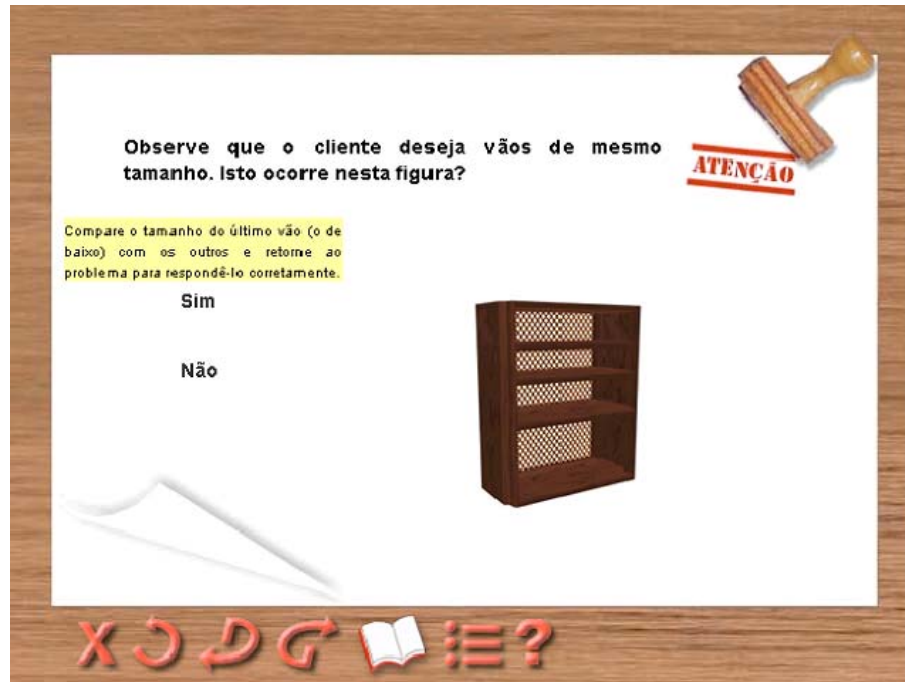 Observe que o cliente deseja vãos de mesmo
tamanho. Isto ocorre nesta figura?
ATENÇÃO
Compare o tamanho do último vão (o de
baixo) com os outros e retorne ao
problema para respondê-lo corretamente.
Sim
Não
X ?